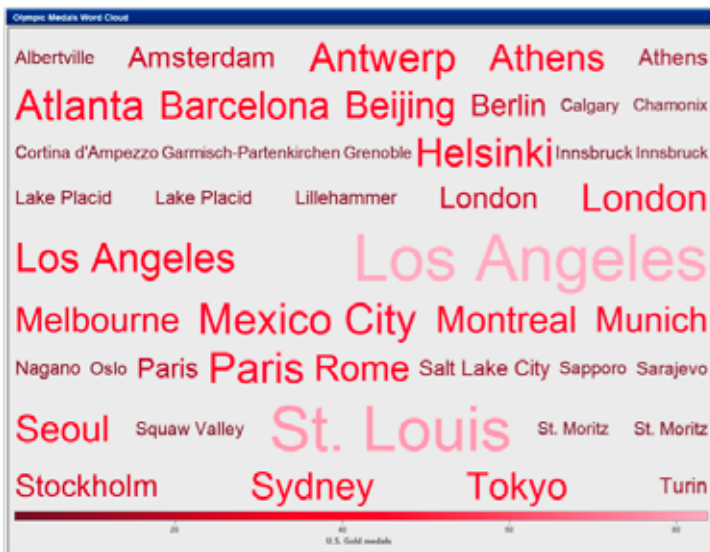 Olympic Medals Word Cloud
Albertville Amsterdam Antwerp Athens Athens
Atlanta Barcelona Beijing Berlin Calgary Chamonix
Cortina d'Ampezzo Garmisch-Partenkirchen Grenoble Helsinki Innsbruck Innsbruck
Lake Placid Lake Placid Lillehammer London London
Los Angeles Los Angeles
Melbourne Mexico City Montreal Munich
Nagano Oslo Paris Paris Rome Salt Lake City Sapporo Sarajevo
Seoul Squaw Valley St. Louis St. Moritz St. Moritz
Stockholm Sydney Tokyo Turin
20 40 60 80
U.S. Gold medals